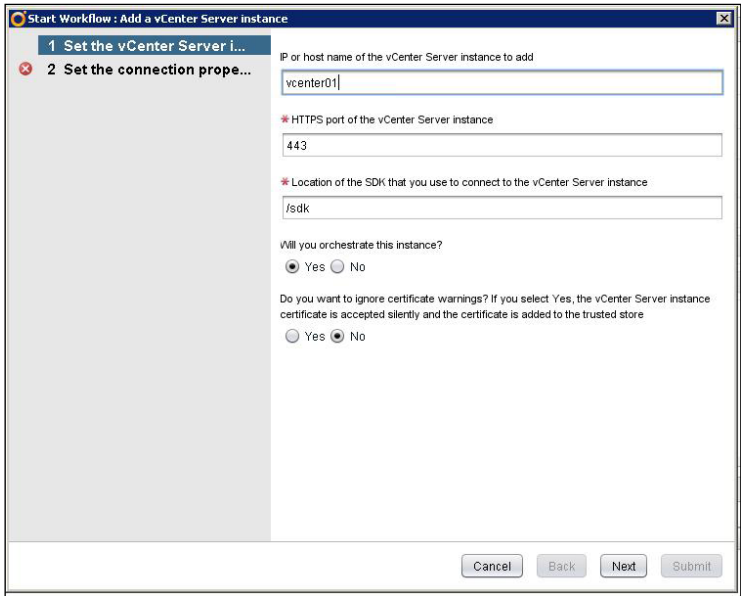 Start Workflow : Add a vCenter Server instance
1 Set the vCenter Server i...
2 Set the connection prope...
IP or host name of the vCenter Server instance to add
vcenter01
* HTTPS port of the vCenter Server instance
443
* Location of the SDK that you use to connect to the vCenter Server instance
/sdk
Will you orchestrate this instance?
Yes No
Do you want to ignore certificate warnings? If you select Yes, the vCenter Server instance
certificate is accepted silently and the certificate is added to the trusted store
Yes No
Cancel Back Next Submit